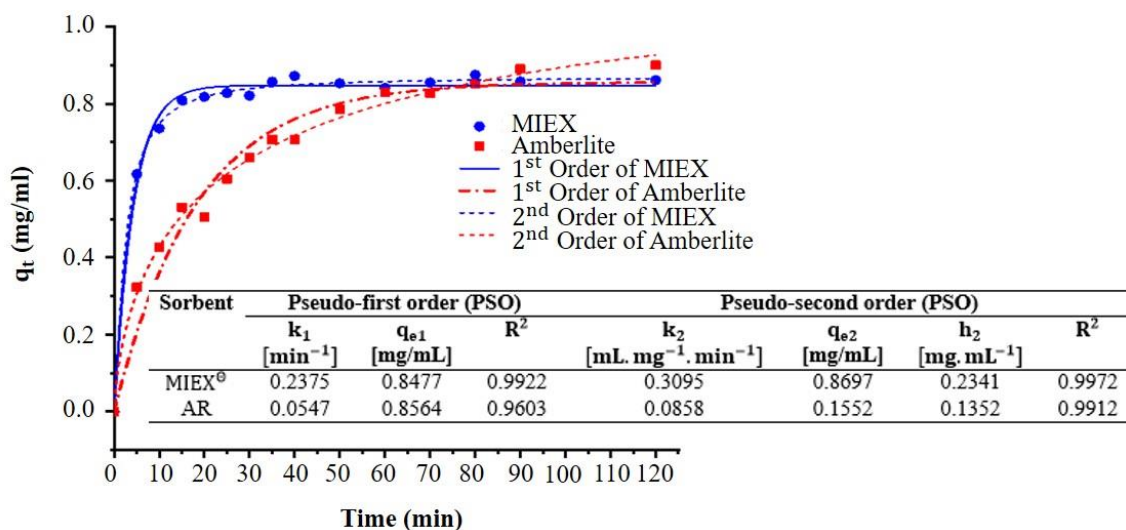 1.0
0.8
0.6
0.4
0.2
0.0
q_t (mg/ml)
MIEX
Amberlite
1st Order of MIEX
1st Order of Amberlite
2nd Order of MIEX
2nd Order of Amberlite
Sorbent Pseudo-first order (PSO) Pseudo-second order (PSO)
k₁ q_e1 R² k₂ q_e2 h₂ R²
[min⁻¹] [mg/mL] [mL. mg⁻¹. min⁻¹] [mg/mL] [mg. mL⁻¹]
MIEX® 0.2375 0.8477 0.9922 0.3095 0.8697 0.2341 0.9972
AR 0.0547 0.8564 0.9603 0.0858 0.1552 0.1352 0.9912
0 10 20 30 40 50 60 70 80 90 100 110 120
Time (min)